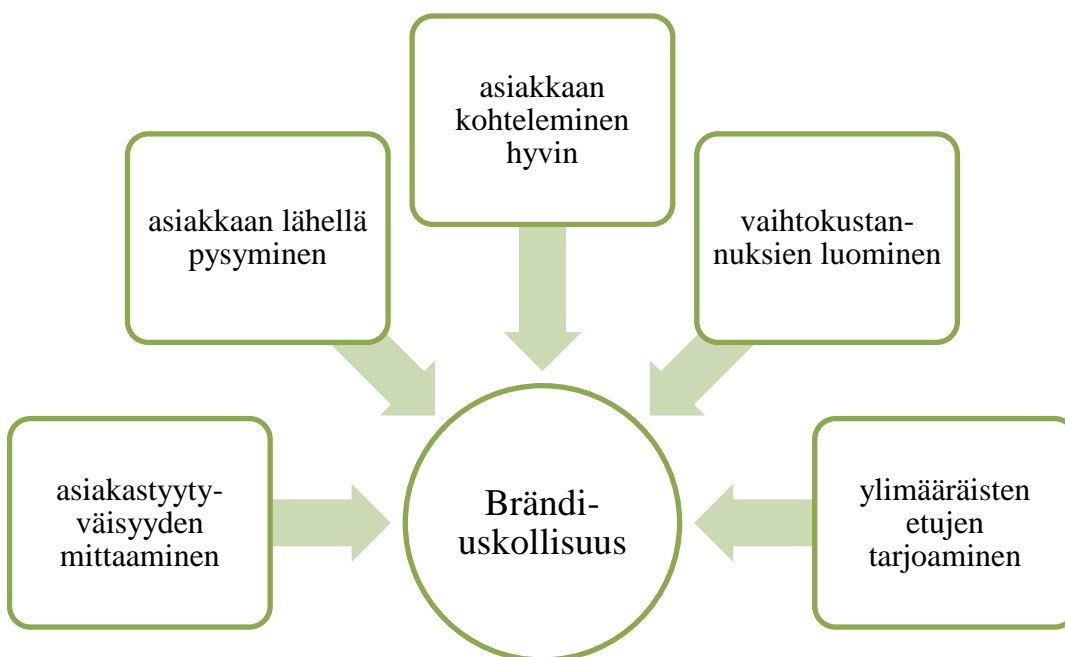 asiakkaan
kohteleminen
hyvin
asiakkaan lähellä
pysyminen
vaihtokustan-
nuksien luominen
asiakastyyty-
väisyyden
mittaaminen
Brändi-
uskollisuus
ylimääräisten
etujen
tarjoaminen